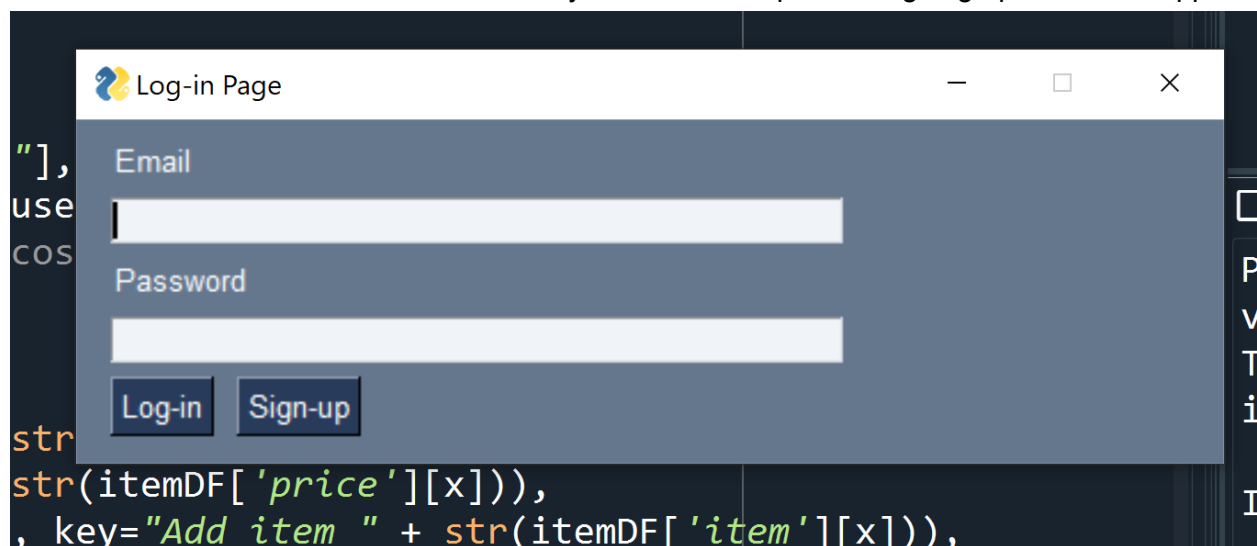 Log-in Page
"],
Email
use
cos
Password
Log-in Sign-up
str
str(itemDF['price'][x])),
, key="Add item " + str(itemDF['item'][x])),